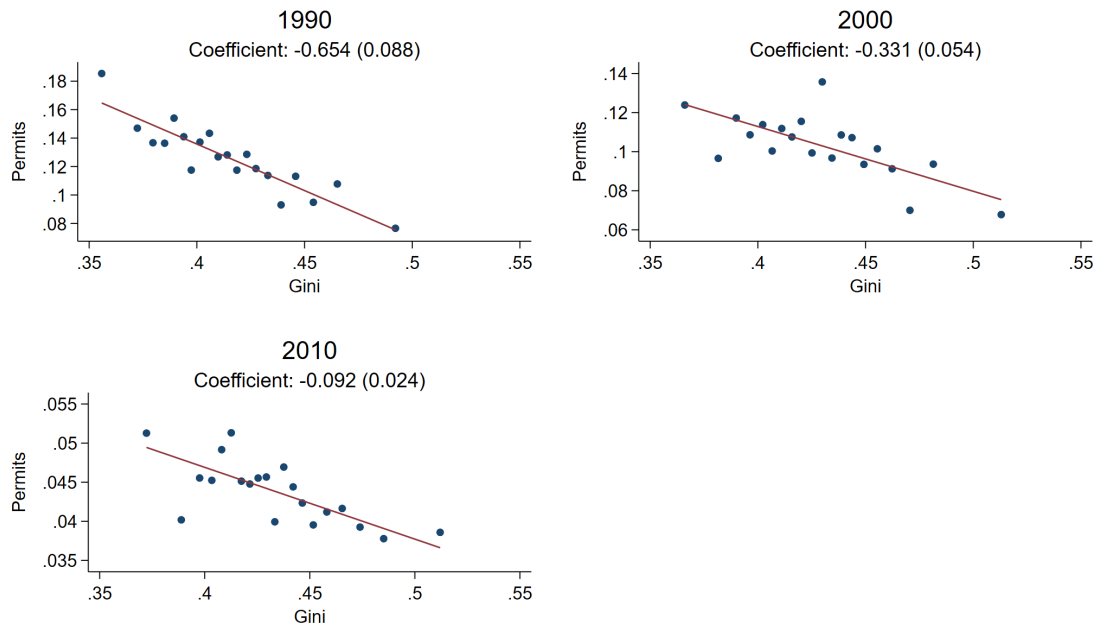 1990
Coefficient: -0.654 (0.088)
Permits
.18
.16
.14
.12
.1
.08
.35 .4 .45 .5 .55
Gini
2000
Coefficient: -0.331 (0.054)
Permits
.14
.12
.1
.08
.06
.35 .4 .45 .5 .55
Gini
2010
Coefficient: -0.092 (0.024)
Permits
.055
.05
.045
.04
.035
.35 .4 .45 .5 .55
Gini